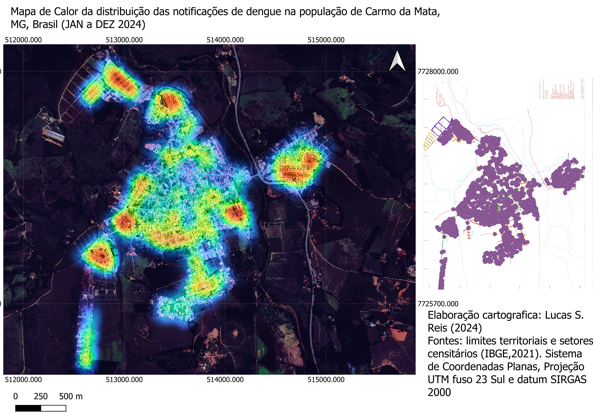 Mapa de Calor da distribuição das notificações de dengue na população de Carmo da Mata,
MG, Brasil (JAN a DEZ 2024)
512000.000 513000.000 514000.000 515000.000
7728000.000
7725700.000
512000.000 513000.000 514000.000 515000.000
0 250 500 m
Elaboração cartografica: Lucas S.
Reis (2024)
Fontes: limites territoriais e setores
censitários (IBGE,2021). Sistema
de Coordenadas Planas, Projeção
UTM fuso 23 Sul e datum SIRGAS
2000